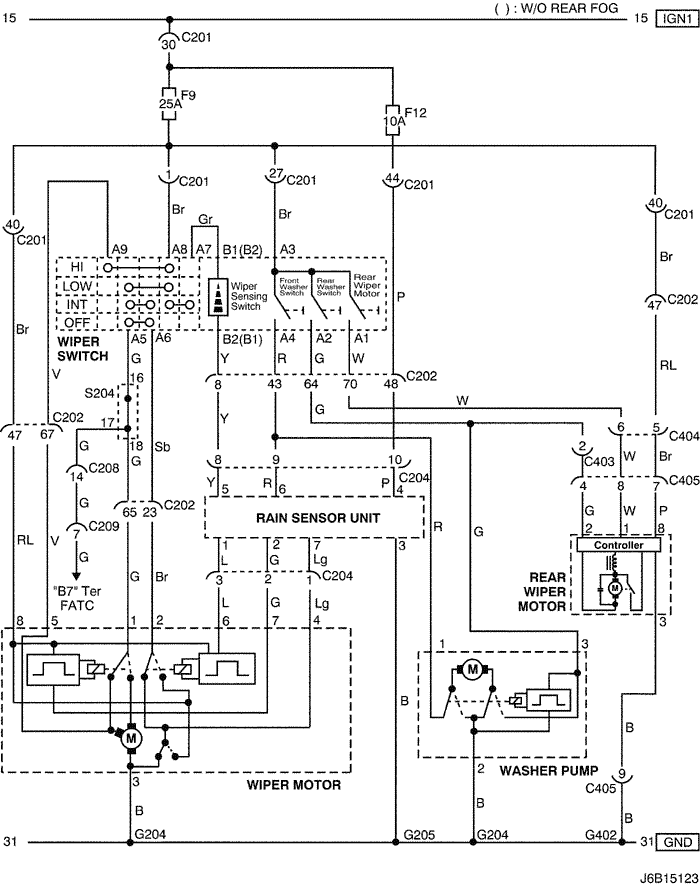 ( ) : W/O REAR FOG
15 15 IGN1
30 C201
F9
25A
F12
10A
1 C201 27 C201 44 C201
40 C201 40 C201
Br Gr Br Br
A9 A8 A7 B1(B2) A3
C202
47
HI
LOW
INT
OFF
Wiper
Sensing
Switch
Front
Washer
Switch
Rear
Washer
Switch
Rear
Wiper
Motor
P
Br
WIPER
SWITCH
A5 A6 B2(B1) A4 A2 A1
V G Y R G W RL
16
S204
8 43 64 70 48 C202
W
17
18
G Sb
G
Y G
C202
47 67
6 5 C404
2 C403
W Br
C208
14
8 9 10 C204
C405
4 8 7
Y R P
5 6 4
G
C202
65 23
RAIN SENSOR UNIT
G W P
2 1 8
C209
7
G
RL V
R G
Controller
M
REAR
WIPER
MOTOR
1 2 7 3
L G Lg
3 2 1 C204
"B7" Ter
FATC
G Br L G Lg
8 5 1 2 6 7 4
3
1 3
M
M
B
B
WASHER PUMP
2
9
C405
WIPER MOTOR
3
B B B
31 G204 G205 G204 G402 31 GND
J6B15123